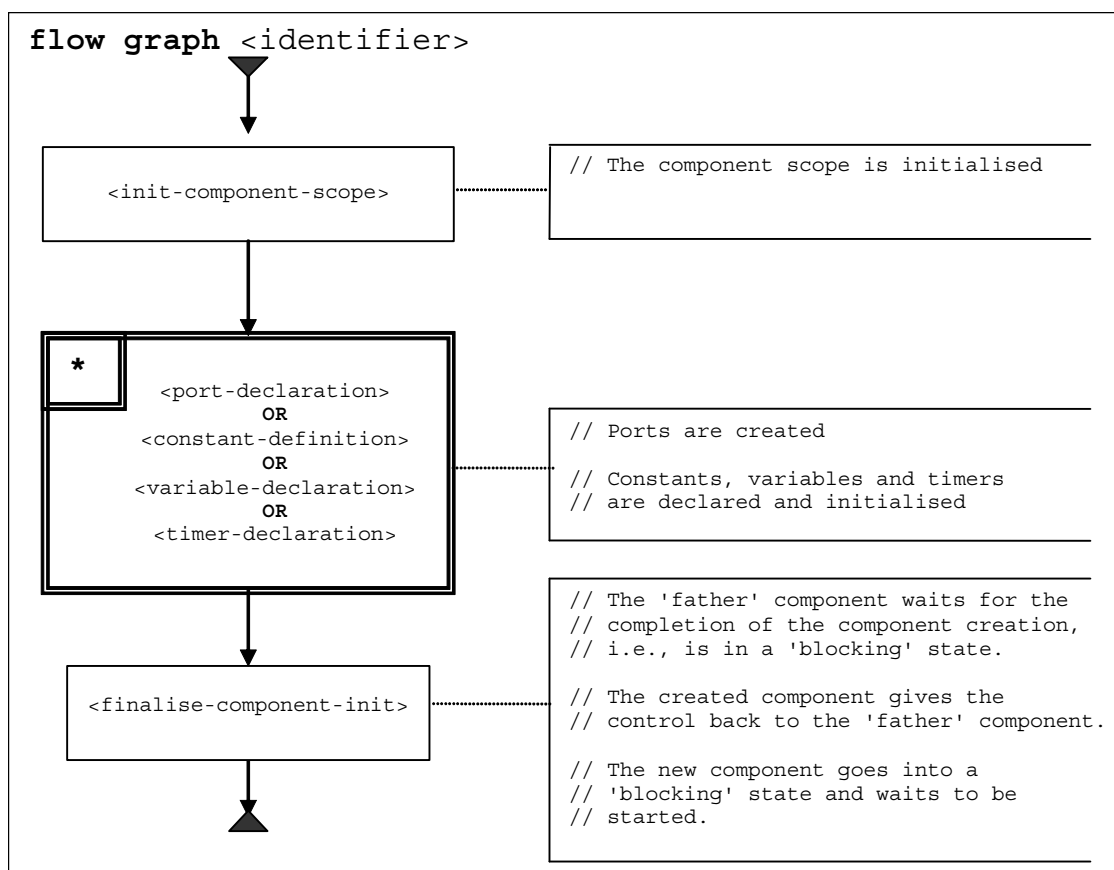 flow graph <identifier>
<init-component-scope>
// The component scope is initialised
*
<port-declaration>
OR
<constant-definition>
OR
<variable-declaration>
OR
<timer-declaration>
// Ports are created
// Constants, variables and timers
// are declared and initialised
<finalise-component-init>
// The 'father' component waits for the
// completion of the component creation,
// i.e., is in a 'blocking' state.
// The created component gives the
// control back to the 'father' component.
// The new component goes into a
// 'blocking' state and waits to be
// started.